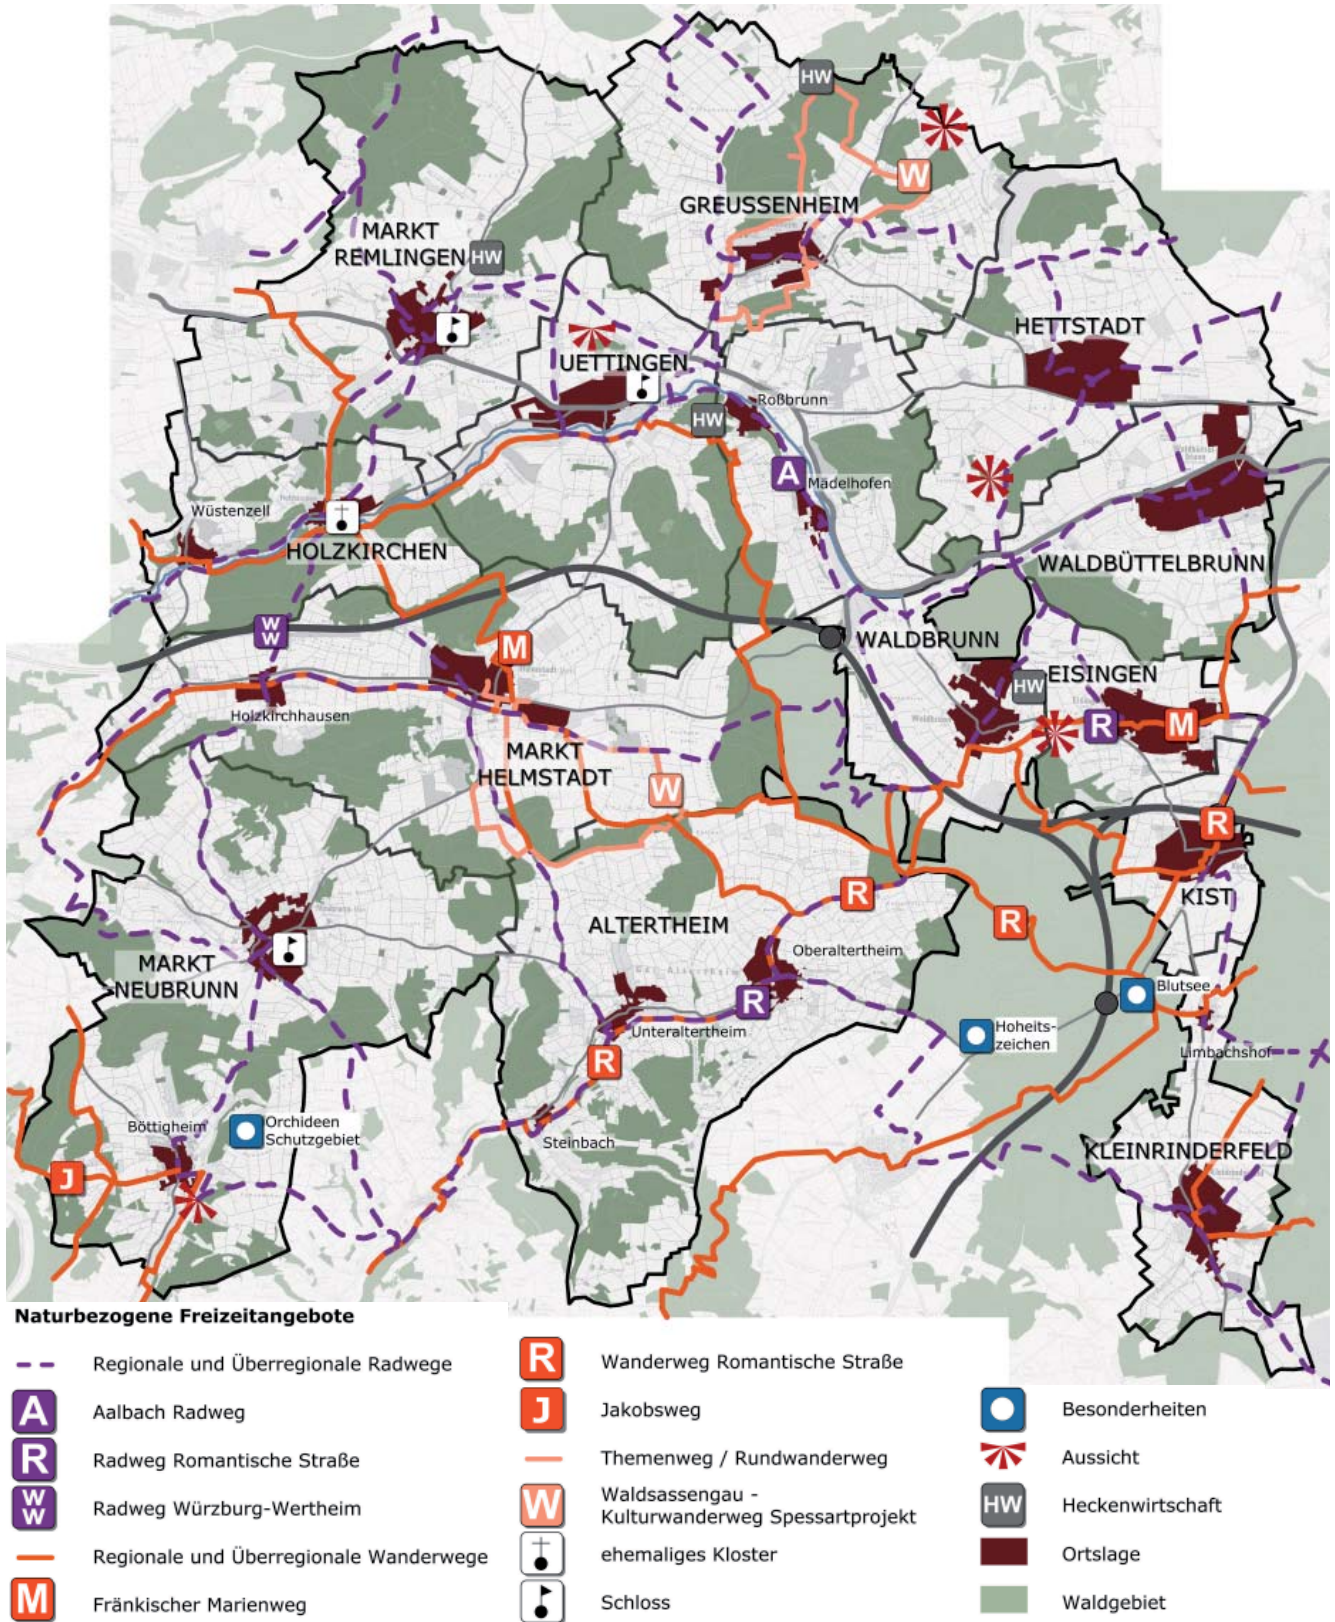 HW
W
GREUSSENHEIM
MARKT
REMLINGEN
HW
HETTSTADT
UETTINGEN
Roßbrunn
HW
A
Mädelhofen
Wüstenzell
HOLZKIRCHEN
WALDBÜTTELBRUNN
W
W
M
WALDBRUNN
EISINGEN
HW
Holzkirchhausen
R
M
MARKT
HELMSTADT
W
R
KIST
R
R
ALTERTHEIM
Oberaltertheim
MARKT
NEUBRUNN
R
Blutsee
Unteraltertheim
Hoheits-
zeichen
Limbachshof
R
Böttigheim
Orchideen
Schutzgebiet
Steinbach
KLEINRINDERFELD
J
Naturbezogene Freizeitangebote
Regionale und Überregionale Radwege
A Aalbach Radweg
R Radweg Romantische Straße
W
W Radweg Würzburg-Wertheim
Regionale und Überregionale Wanderwege
M Fränkischer Marienweg
R Wanderweg Romantische Straße
J Jakobsweg
Themenweg / Rundwanderweg
W Waldsassengau -
Kulturwanderweg Spessartprojekt
ehemaliges Kloster
Schloss
Besonderheiten
Aussicht
HW Heckenwirtschaft
Ortslage
Waldgebiet